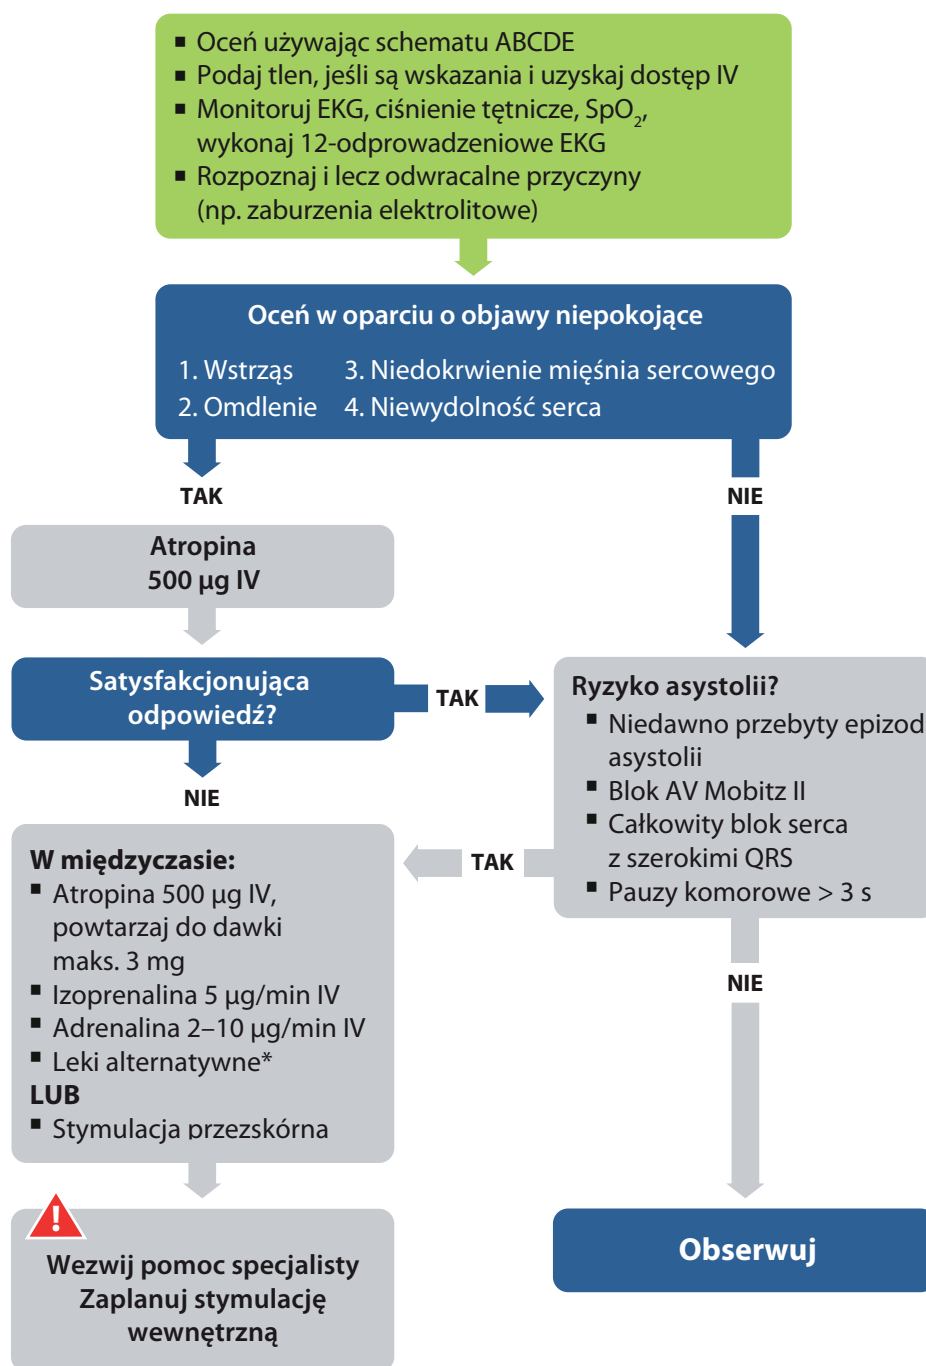 ▪ Oceń używając schematu ABCDE
▪ Podaj tlen, jeśli są wskazania i uzyskaj dostęp IV
▪ Monitoruj EKG, ciśnienie tętnicze, SpO₂,
wykonaj 12-odprowadzeniowe EKG
▪ Rozpoznaj i lecz odwracalne przyczyny
(np. zaburzenia elektrolitowe)
Oceń w oparciu o objawy niepokojące
1. Wstrząs 3. Niedokrwienie mięśnia sercowego
2. Omdlenie 4. Niewydolność serca
TAK
NIE
Atropina
500 µg IV
Satysfakcjonująca
odpowiedź?
TAK
NIE
Ryzyko asystolii?
▪ Niedawno przebyty epizod
asystolii
▪ Blok AV Mobitz II
▪ Całkowity blok serca
z szerokimi QRS
▪ Pauzy komorowe > 3 s
TAK
NIE
W międzyczasie:
▪ Atropina 500 µg IV,
powtarzaj do dawki
maks. 3 mg
▪ Izoprenalina 5 µg/min IV
▪ Adrenalina 2–10 µg/min IV
▪ Leki alternatywne*
LUB
▪ Stymulacja przezskórna
!
Wezwij pomoc specjalisty
Zaplanuj stymulację
wewnętrzną
Obserwuj